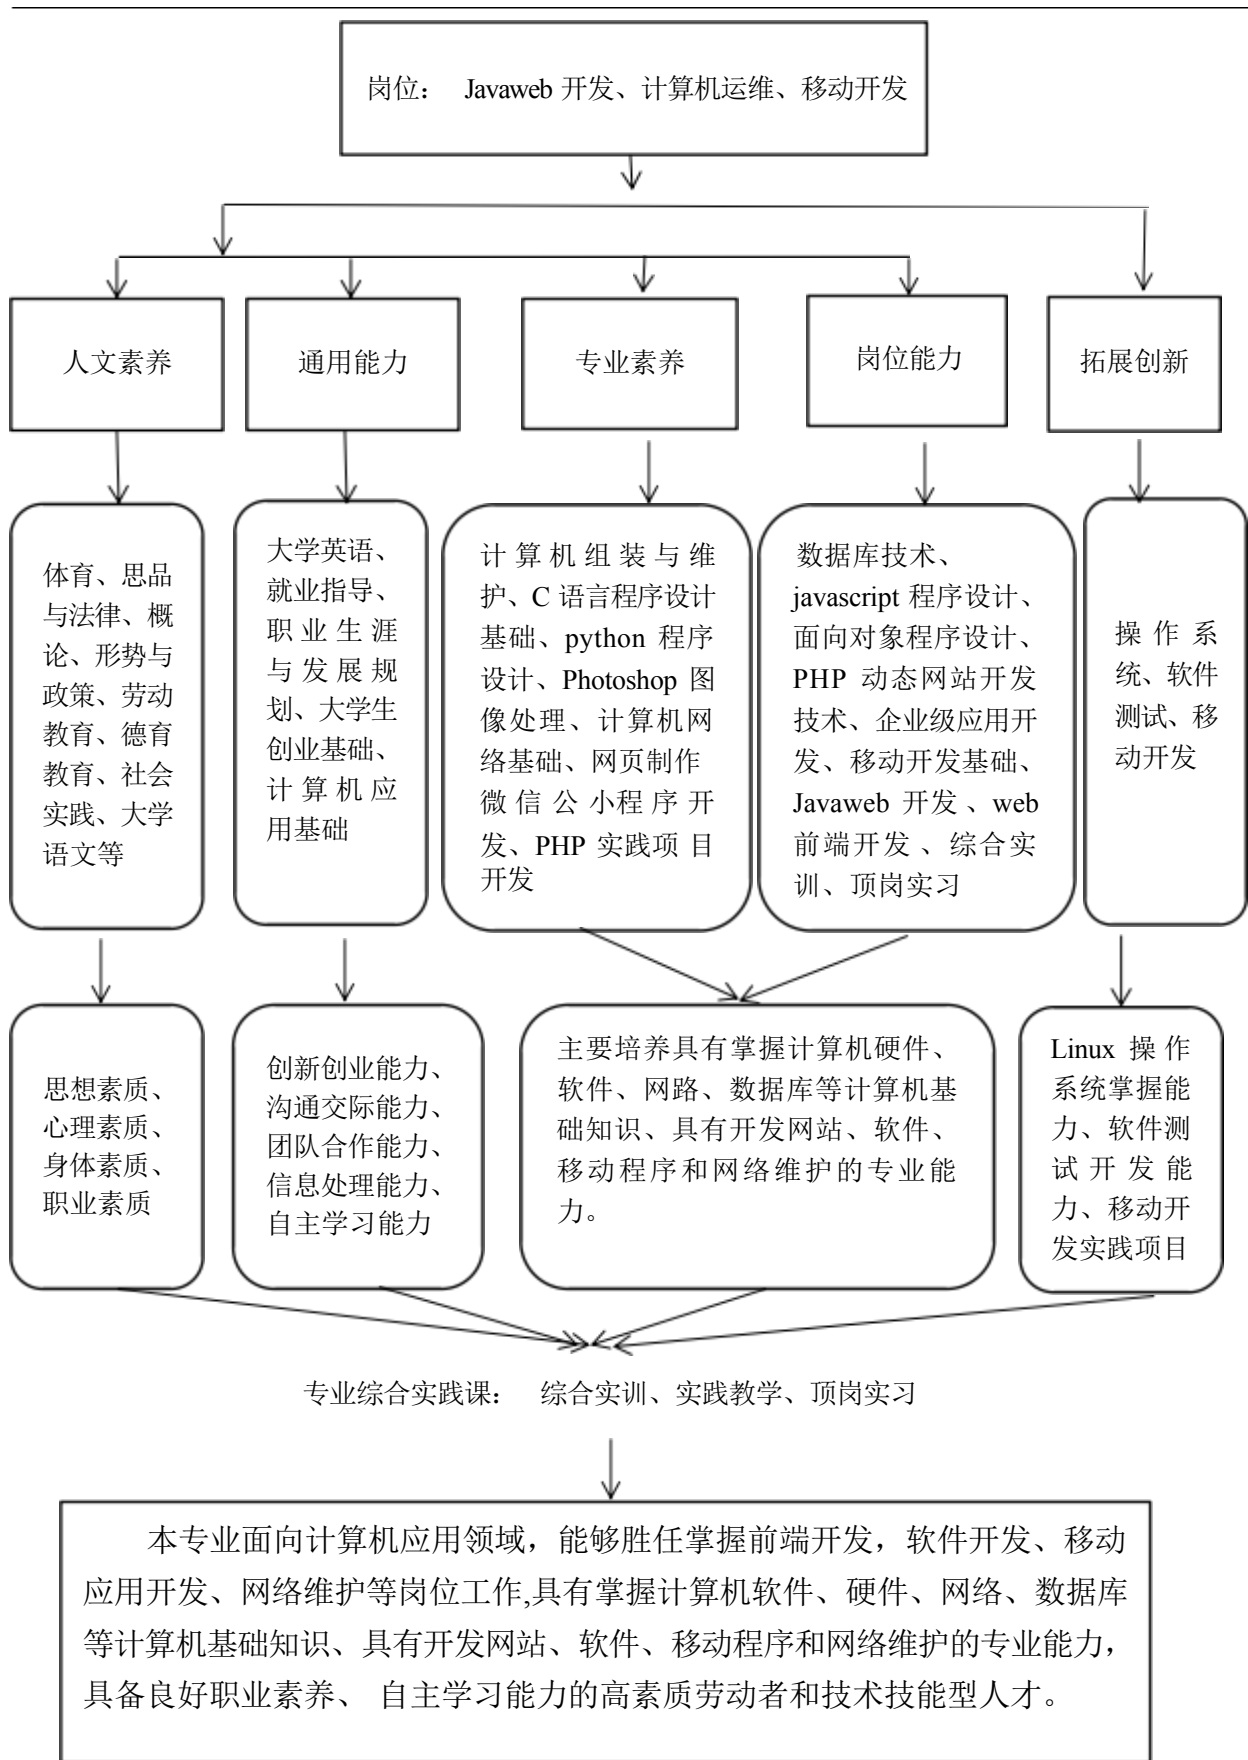 岗位： Javaweb 开发、计算机运维、移动开发
人文素养
通用能力
专业素养
岗位能力
拓展创新
体育、思品
与法律、概
论、形势与
政策、劳动
教育、德育
教育、社会
实践、大学
语文等
大学英语、
就业指导、
职业生涯
与发展规
划、大学生
创业基础、
计算机应
用基础
计算机组装与维
护、C 语言程序设计
基础、python 程序
设计、Photoshop 图
像处理、计算机网
络基础、网页制作
微信公小程序开
发、PHP 实践项目
开发
数据库技术、
javascript 程序设计、
面向对象程序设计、
PHP 动态网站开发
技术、企业级应用开
发、移动开发基础、
Javaweb 开发、web
前端开发、综合实
训、顶岗实习
操作系
统、软件
测试、移
动开发
思想素质、
心理素质、
身体素质、
职业素质
创新创业能力、
沟通交际能力、
团队合作能力、
信息处理能力、
自主学习能力
主要培养具有掌握计算机硬件、
软件、网路、数据库等计算机基
础知识、具有开发网站、软件、
移动程序和网络维护的专业能
力。
Linux 操作
系统掌握能
力、软件测
试开发能
力、移动开
发实践项目
专业综合实践课： 综合实训、实践教学、顶岗实习
本专业面向计算机应用领域，能够胜任掌握前端开发，软件开发、移动
应用开发、网络维护等岗位工作,具有掌握计算机软件、硬件、网络、数据库
等计算机基础知识、具有开发网站、软件、移动程序和网络维护的专业能力，
具备良好职业素养、 自主学习能力的高素质劳动者和技术技能型人才。